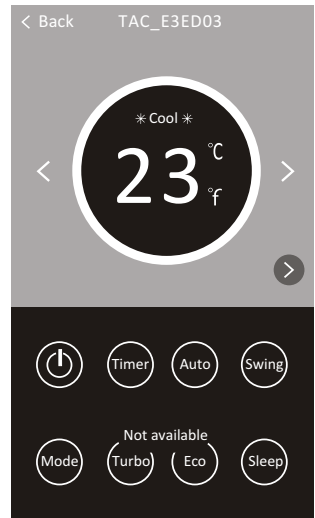 < Back TAC_E3ED03
✳ Cool ✳
23 °C
°f
Timer Auto Swing
Not available
Mode Turbo Eco Sleep